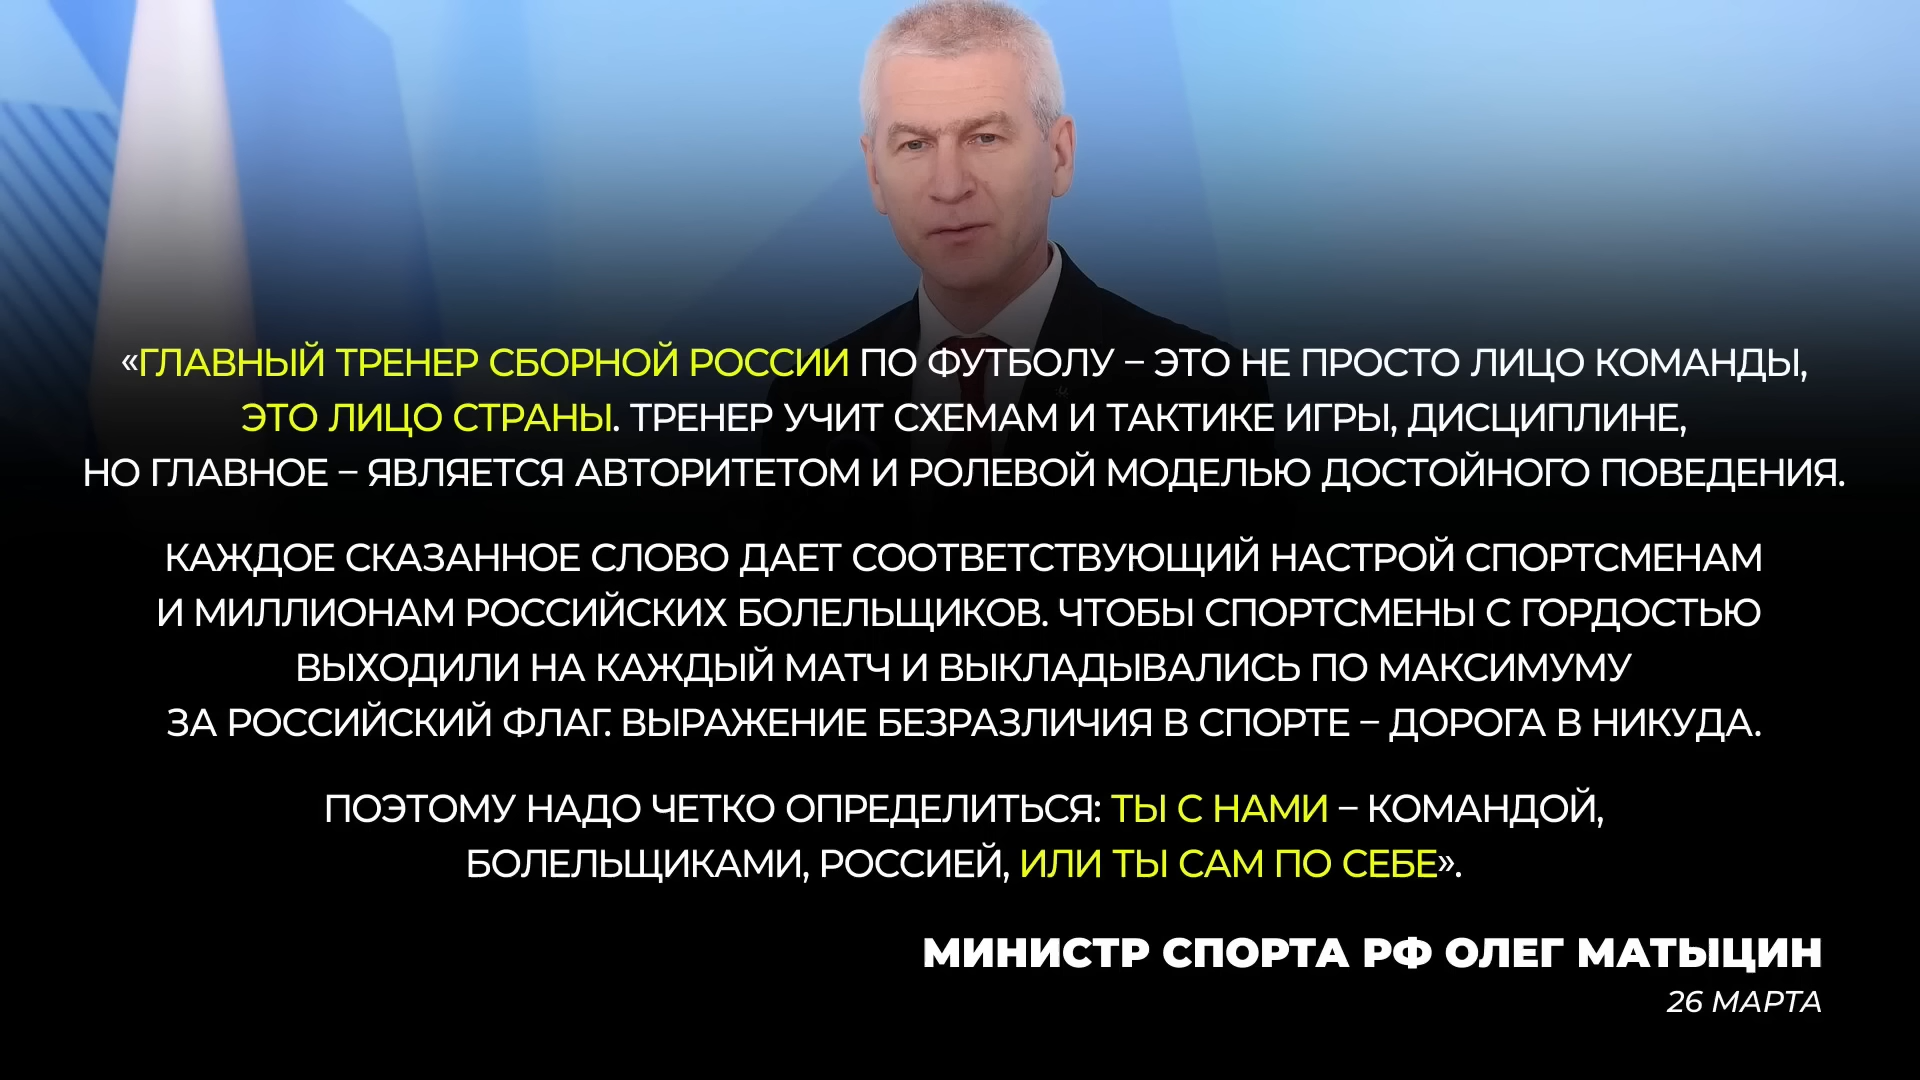 «ГЛАВНЫЙ ТРЕНЕР СБОРНОЙ РОССИИ ПО ФУТБОЛУ – ЭТО НЕ ПРОСТО ЛИЦО КОМАНДЫ,
ЭТО ЛИЦО СТРАНЫ. ТРЕНЕР УЧИТ СХЕМАМ И ТАКТИКЕ ИГРЫ, ДИСЦИПЛИНЕ,
НО ГЛАВНОЕ – ЯВЛЯЕТСЯ АВТОРИТЕТОМ И РОЛЕВОЙ МОДЕЛЬЮ ДОСТОЙНОГО ПОВЕДЕНИЯ.
КАЖДОЕ СКАЗАННОЕ СЛОВО ДАЕТ СООТВЕТСТВУЮЩИЙ НАСТРОЙ СПОРТСМЕНАМ
И МИЛЛИОНАМ РОССИЙСКИХ БОЛЕЛЬЩИКОВ. ЧТОБЫ СПОРТСМЕНЫ С ГОРДОСТЬЮ
ВЫХОДИЛИ НА КАЖДЫЙ МАТЧ И ВЫКЛАДЫВАЛИСЬ ПО МАКСИМУМУ
ЗА РОССИЙСКИЙ ФЛАГ. ВЫРАЖЕНИЕ БЕЗРАЗЛИЧИЯ В СПОРТЕ – ДОРОГА В НИКУДА.
ПОЭТОМУ НАДО ЧЕТКО ОПРЕДЕЛИТЬСЯ: ТЫ С НАМИ – КОМАНДОЙ,
БОЛЕЛЬЩИКАМИ, РОССИЕЙ, ИЛИ ТЫ САМ ПО СЕБЕ».
МИНИСТР СПОРТА РФ ОЛЕГ МАТЫЦИН
26 МАРТА